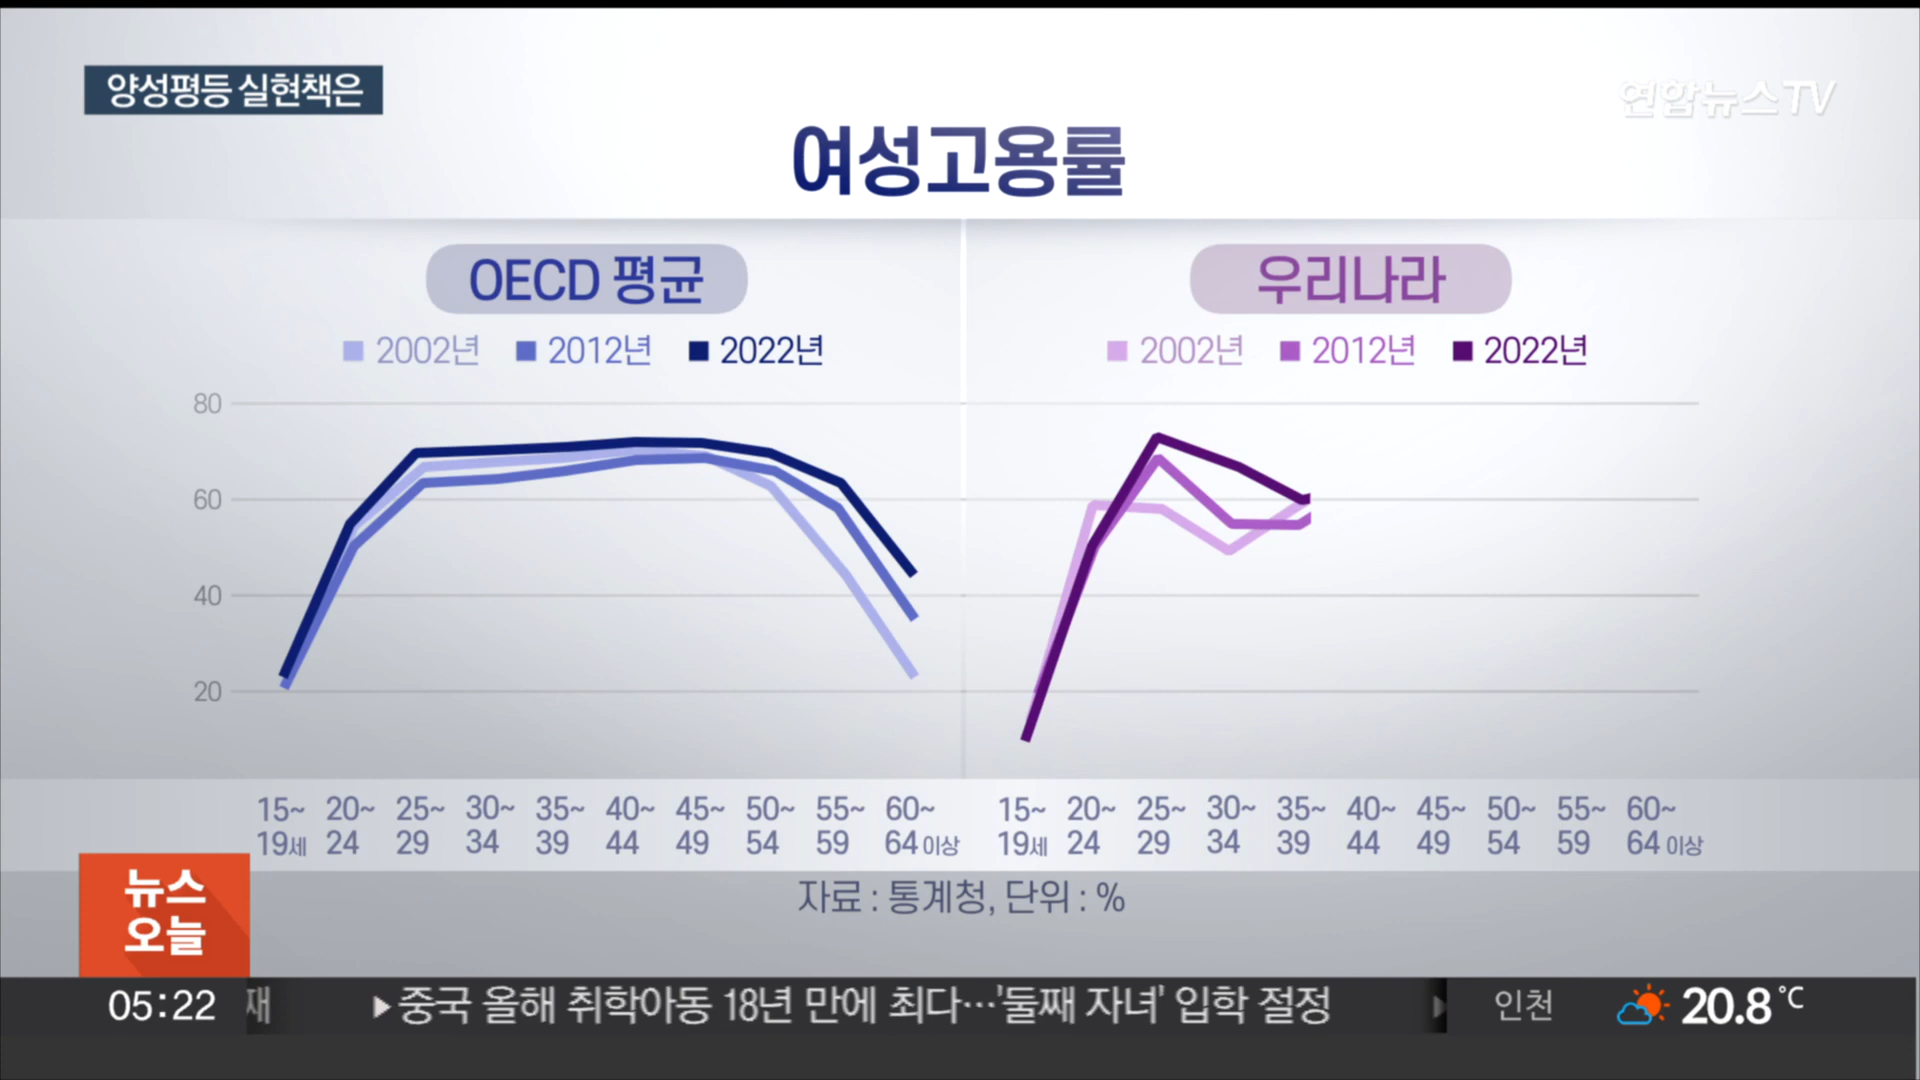 양성평등 실현책은
연합뉴스TV
여성고용률
OECD 평균
2002년 2012년 2022년
우리나라
2002년 2012년 2022년
80
60
40
20
15~ 20~ 25~ 30~ 35~ 40~ 45~ 50~ 55~ 60~
19세 24 29 34 39 44 49 54 59 64 이상
15~ 20~ 25~ 30~ 35~ 40~ 45~ 50~ 55~ 60~
19세 24 29 34 39 44 49 54 59 64 이상
자료 : 통계청, 단위 : %
뉴스
오늘
05:22
재 ▶중국 올해 취학아동 18년 만에 최다…'둘째 자녀' 입학 절정
인천 20.8 ℃